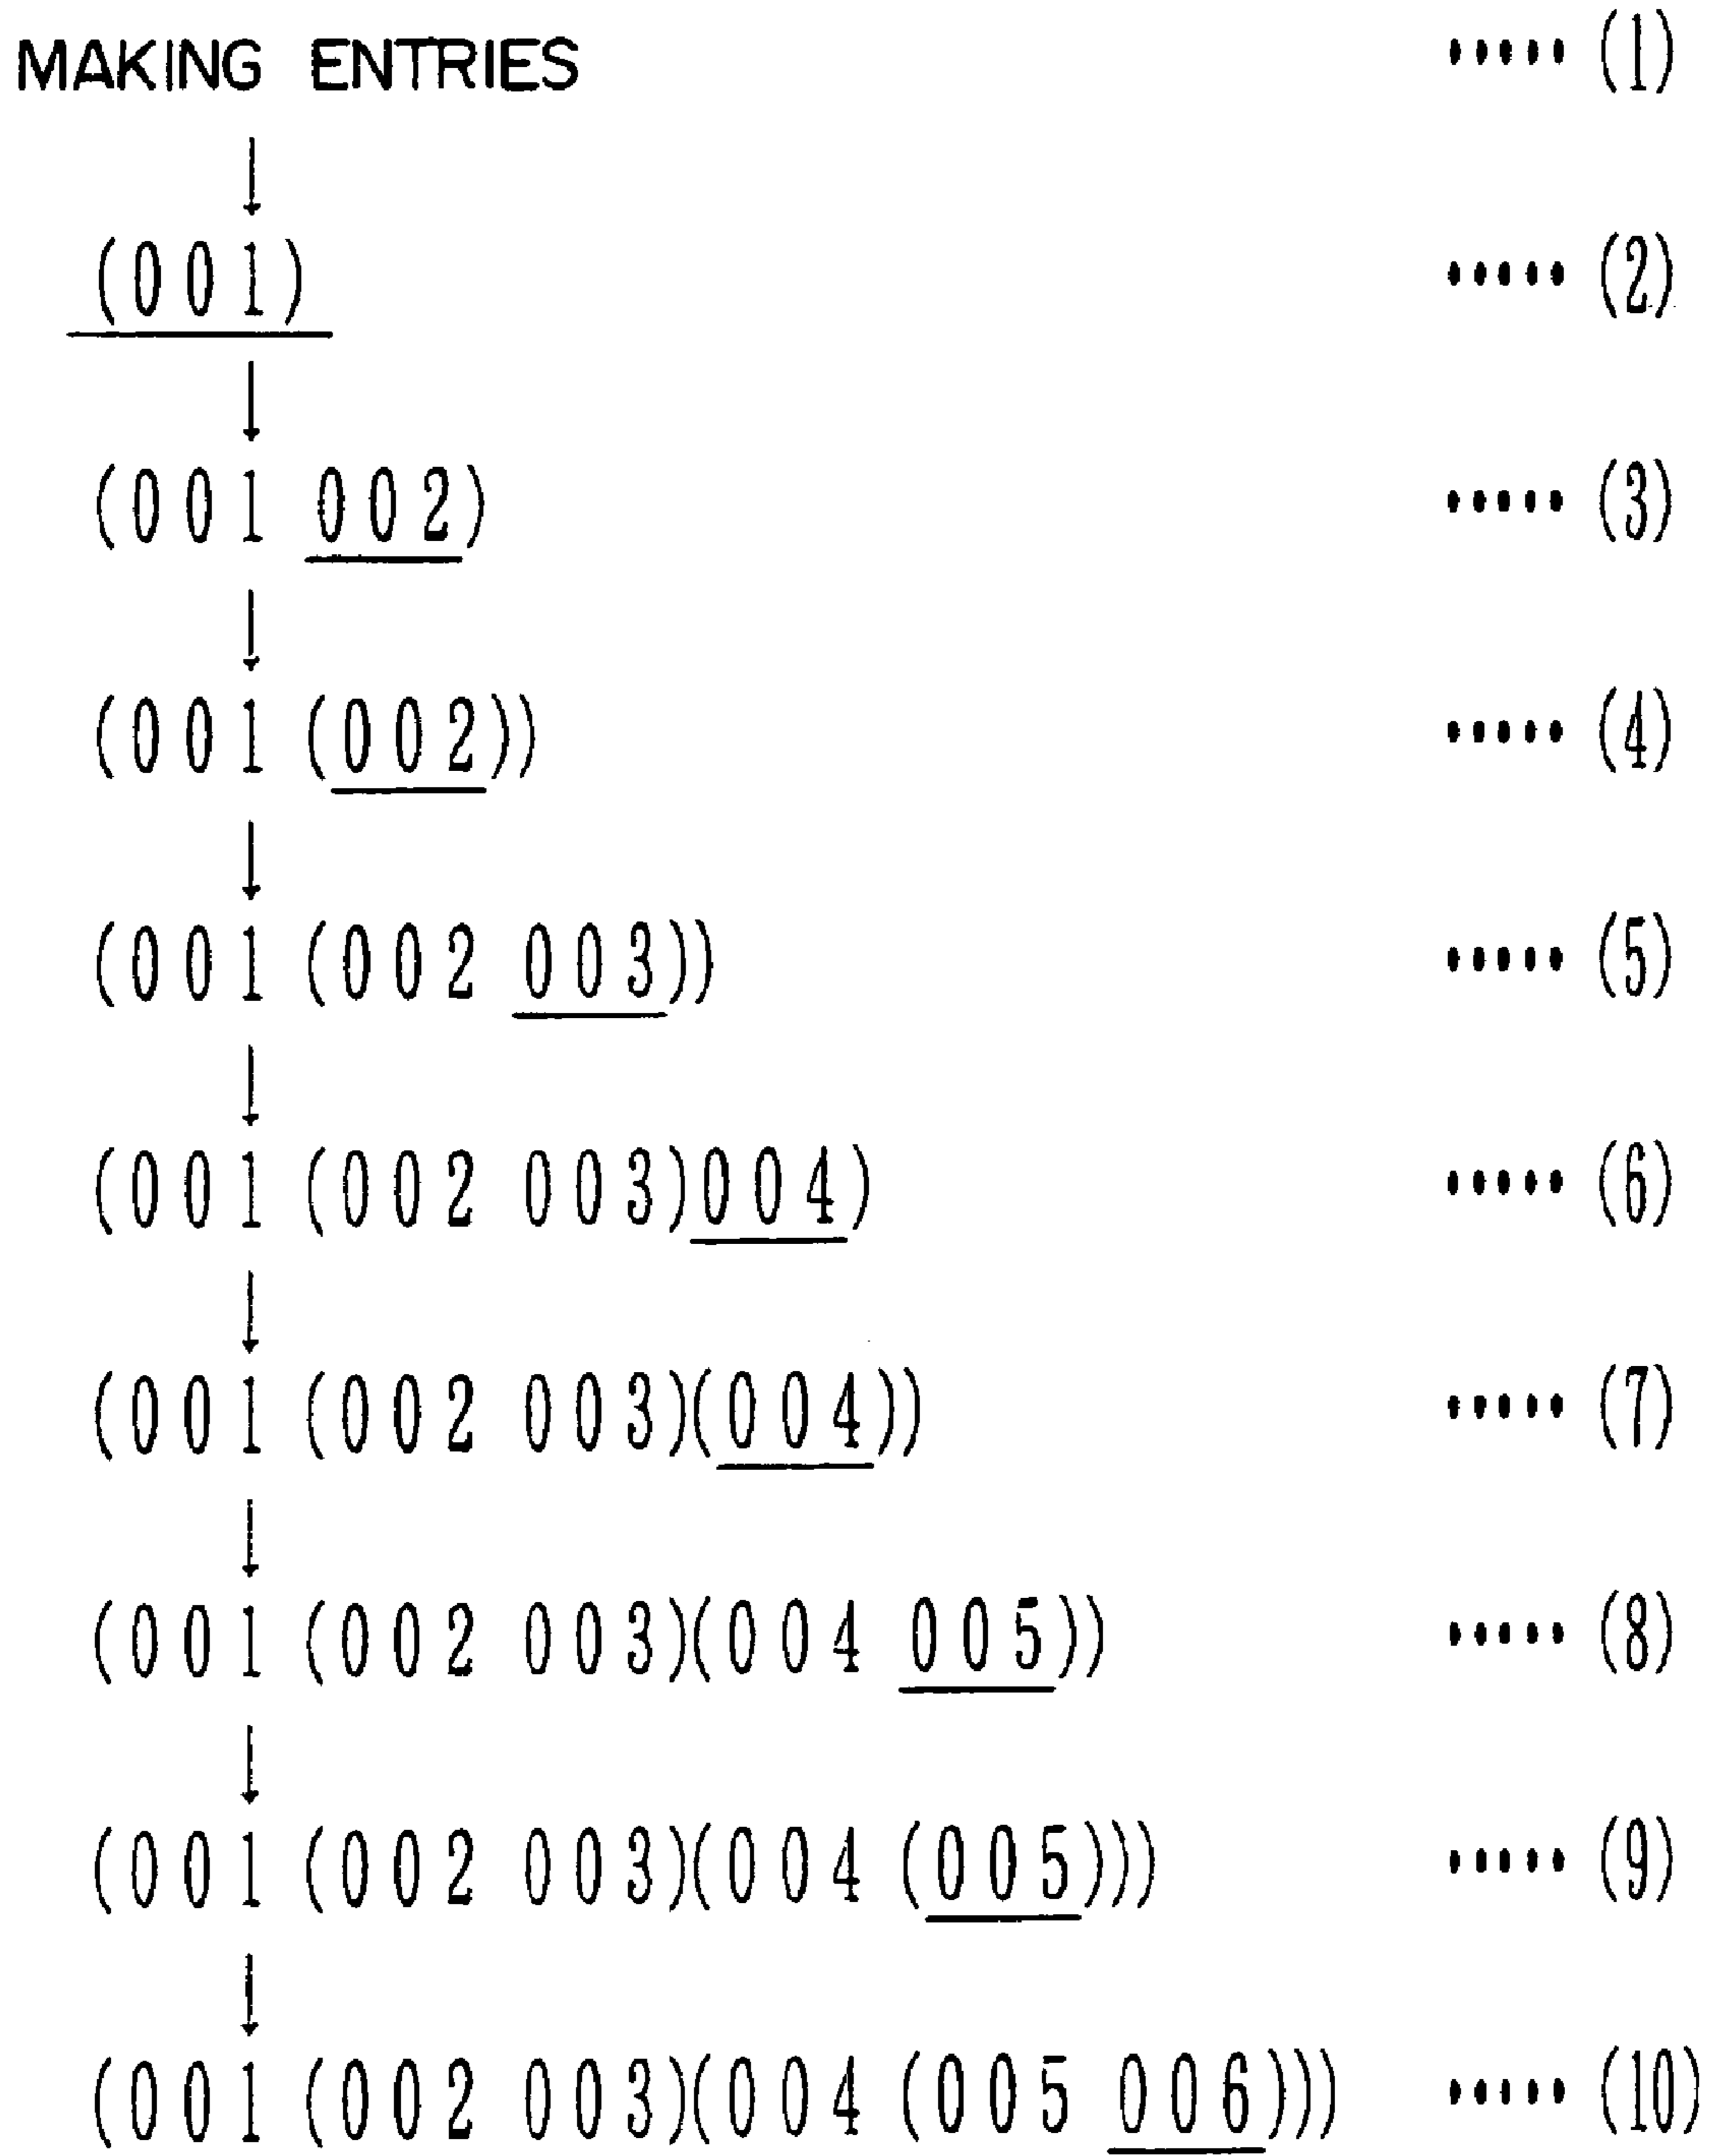 MAKING ENTRIES ••••• (1)
(001) ••••• (2)
(001 002) ••••• (3)
(001 (002)) ••••• (4)
(001 (002 003)) ••••• (5)
(001 (002 003)004) ••••• (6)
(001 (002 003)(004)) ••••• (7)
(001 (002 003)(004 005)) ••••• (8)
(001 (002 003)(004 (005))) ••••• (9)
(001 (002 003)(004 (005 006))) ••••• (10)